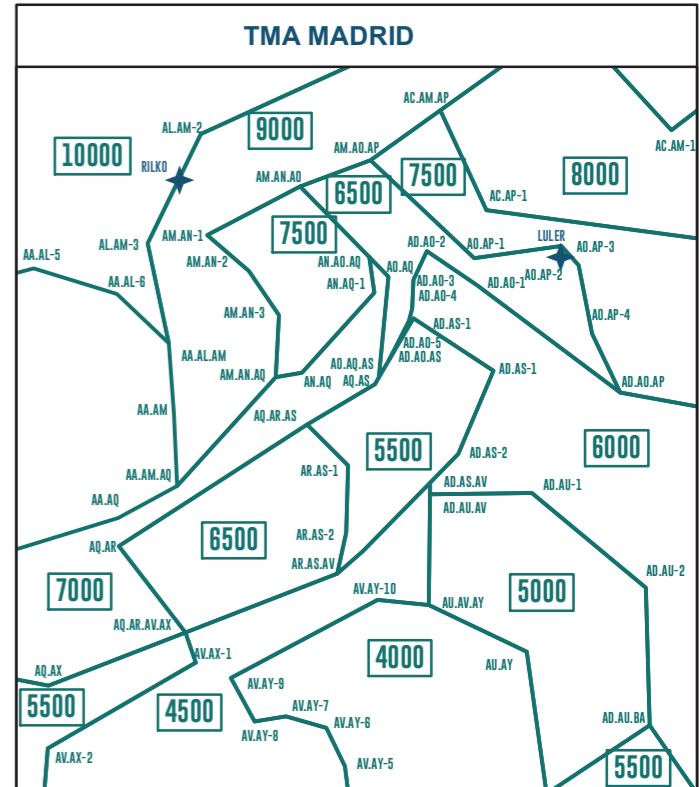 TMA MADRID
AC.AM.AP
AL.AM-2
9000
AC.AM-1
10000
AM.AO.AP
RILKO
7500
8000
AM.AN.AO
6500
AC.AP-1
7500
AM.AN-1
AD.AO-2
LULER
AL.AM-3
AO.AP-1
AO.AP-3
AA.AL-5
AM.AN-2
AN.AO.AQ
AO.AQ
AO.AP-2
AA.AL-6
AN.AQ-1
AD.AO-3
AD.AO-1
AD.AO-4
AM.AN-3
AD.AS-1
AO.AP-4
AD.AO-5
AA.AL.AM
AO.AQ.AS
AD.AO.AS
AM.AN.AQ
AN.AQ
AQ.AS
AD.AS-1
AD.AO.AP
AA.AM
AQ.AR.AS
5500
6000
AR.AS-1
AD.AS-2
AA.AM.AQ
AD.AS.AV
AD.AU-1
AA.AQ
AD.AU.AV
6500
AR.AS-2
AQ.AR
AR.AS.AV
AD.AU-2
7000
AV.AY-10
5000
AU.AV.AY
AQ.AR.AV.AX
AV.AX-1
4000
AQ.AX
AU.AY
AV.AY-9
5500
4500
AV.AY-7
AV.AY-8
AV.AY-6
AD.AU.BA
AV.AX-2
AV.AY-5
5500